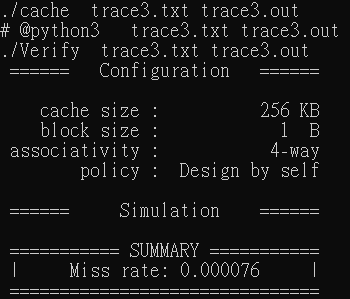 ./cache  trace3.txt trace3.out
# @python3   trace3.txt trace3.out
./Verify  trace3.txt trace3.out
======   Configuration   ======
cache size :            256 KB
block size :              1  B
associativity :            4-way
policy :  Design by self
======     Simulation    ======
=========== SUMMARY ===========
|     Miss rate: 0.000076     |
===============================